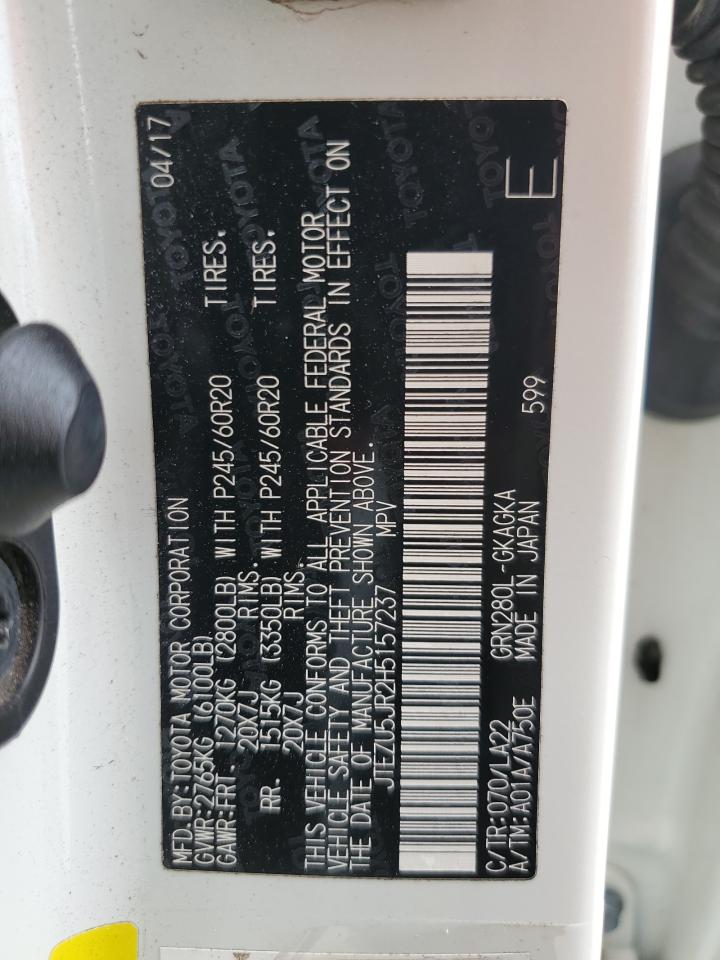 MFD.BY:TOYOTA MOTOR CORPORATION 04/17
GVWR:2765KG (6100LB)
GAWR:FRT. 1270KG (2800LB) WITH P245/60R20 TIRES.
20X7J RIMS.
RR. 1515KG (3350LB) WITH P245/60R20 TIRES.
20X7J RIMS.
THIS VEHICLE CONFORMS TO ALL APPLICABLE FEDERAL MOTOR
VEHICLE SAFETY AND THEFT PREVENTION STANDARDS IN EFFECT ON
THE DATE OF MANUFACTURE SHOWN ABOVE.
JTEZU5JR2H5157237 MPV
C/TR:070/LA22 GRN280L-GKAGKA
A/TM:A01A/A750E MADE IN JAPAN 599 E